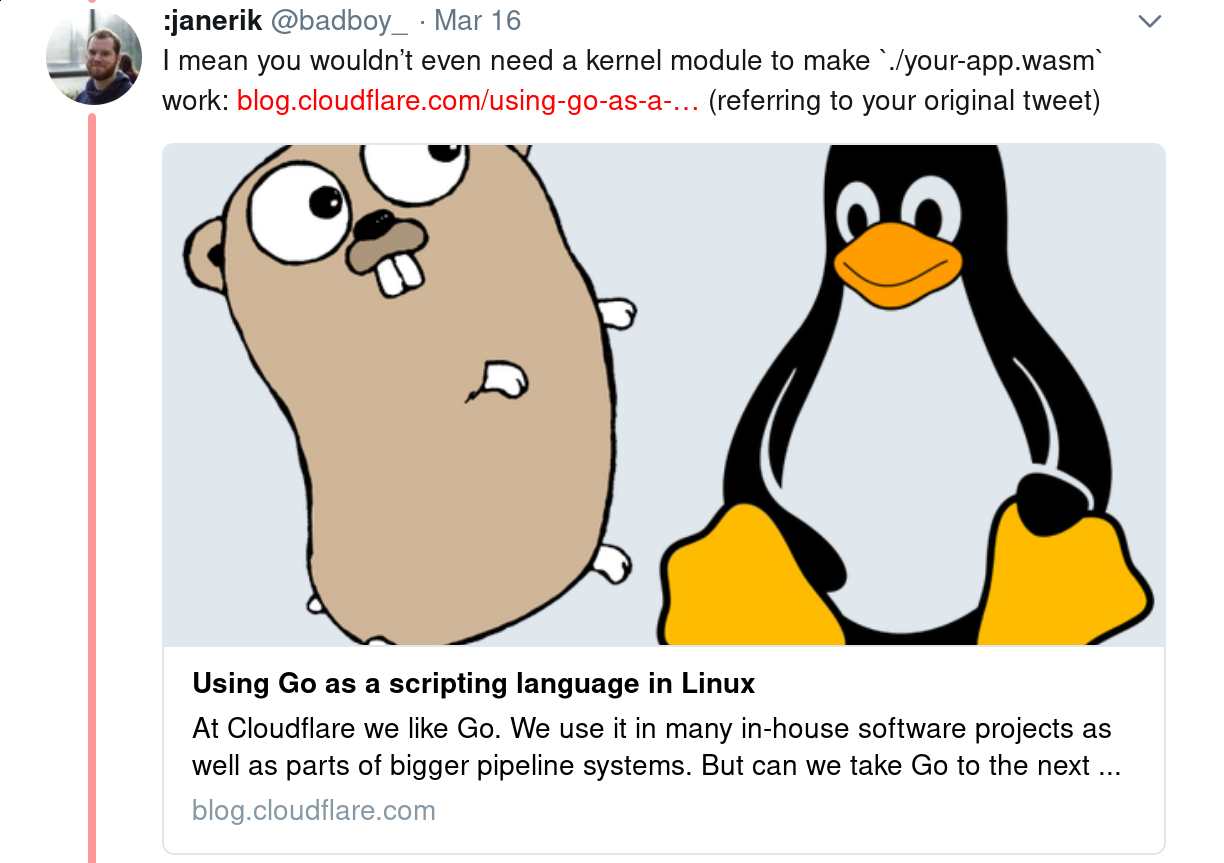 :janerik @badboy_ · Mar 16
I mean you wouldn’t even need a kernel module to make `./your-app.wasm`
work: blog.cloudflare.com/using-go-as-a-… (referring to your original tweet)
Using Go as a scripting language in Linux
At Cloudflare we like Go. We use it in many in-house software projects as
well as parts of bigger pipeline systems. But can we take Go to the next ...
blog.cloudflare.com